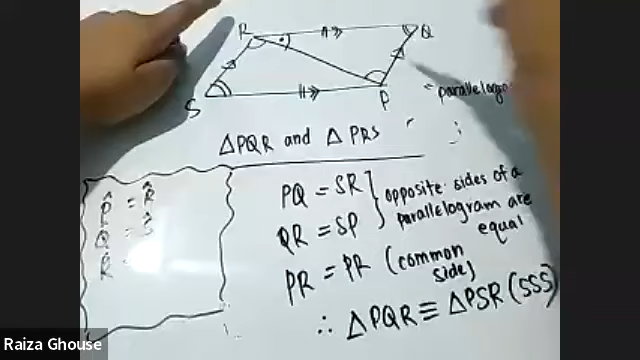 R
Q
S
P
"parallelogra
ΔPQR and ΔPRS
P̂ = R̂
Q̂ = Ŝ
R̂ =
PQ = SR
QR = SP
opposite sides of a
parallelogram are
equal
PR = PR (common
side)
∴ ΔPQR ≡ ΔPSR (SSS)
Raiza Ghouse